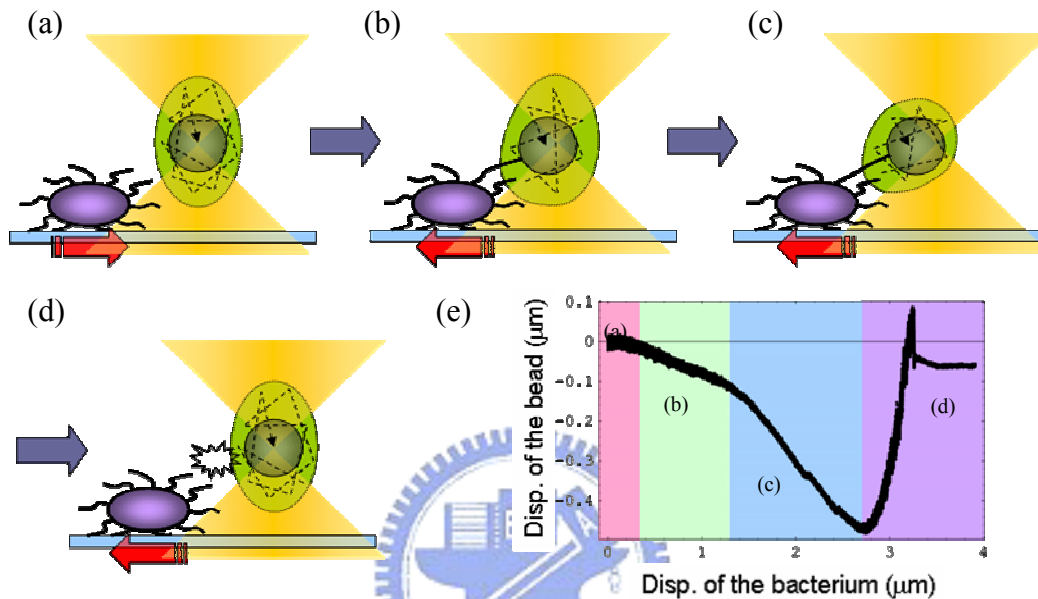 (a)
(b)
(c)
(d)
(e)
Disp. of the bead (μm)
0.1
0
-0.1
-0.2
-0.3
-0.4
(a)
(b)
(c)
(d)
0 1 2 3 4
Disp. of the bacterium (μm)